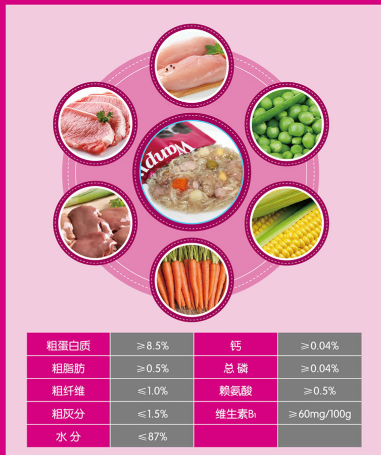 Wanpy
粗蛋白质 ≥8.5% 钙 ≥0.04%
粗脂肪 ≥0.5% 总 磷 ≥0.04%
粗纤维 ≤1.0% 赖氨酸 ≥0.5%
粗灰分 ≤1.5% 维生素B₁ ≥60mg/100g
水 分 ≤87%